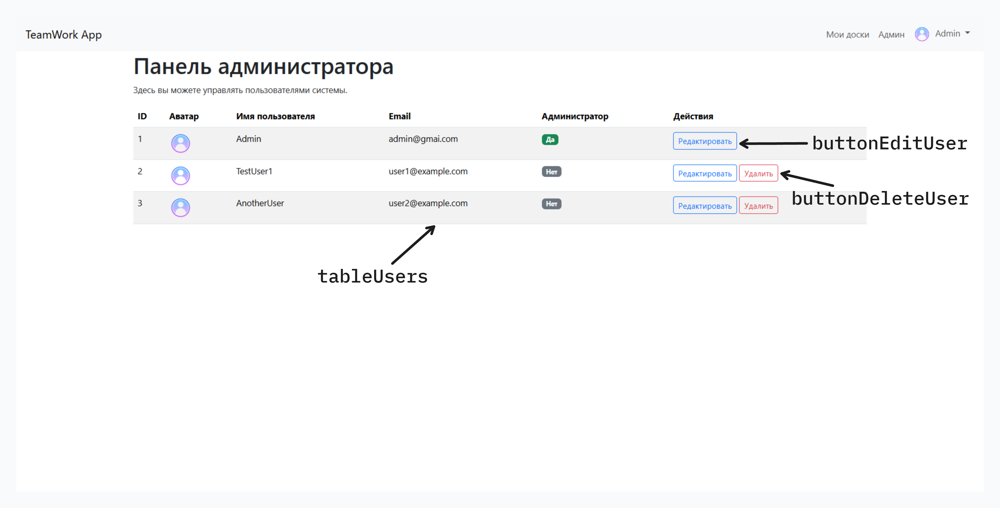 TeamWork App
Мои доски Админ Admin
Панель администратора
Здесь вы можете управлять пользователями системы.
ID Аватар Имя пользователя Email Администратор Действия
1 Admin admin@gmai.com Да Редактировать buttonEditUser
2 TestUser1 user1@example.com Нет Редактировать Удалить
buttonDeleteUser
3 AnotherUser user2@example.com Нет Редактировать Удалить
tableUsers